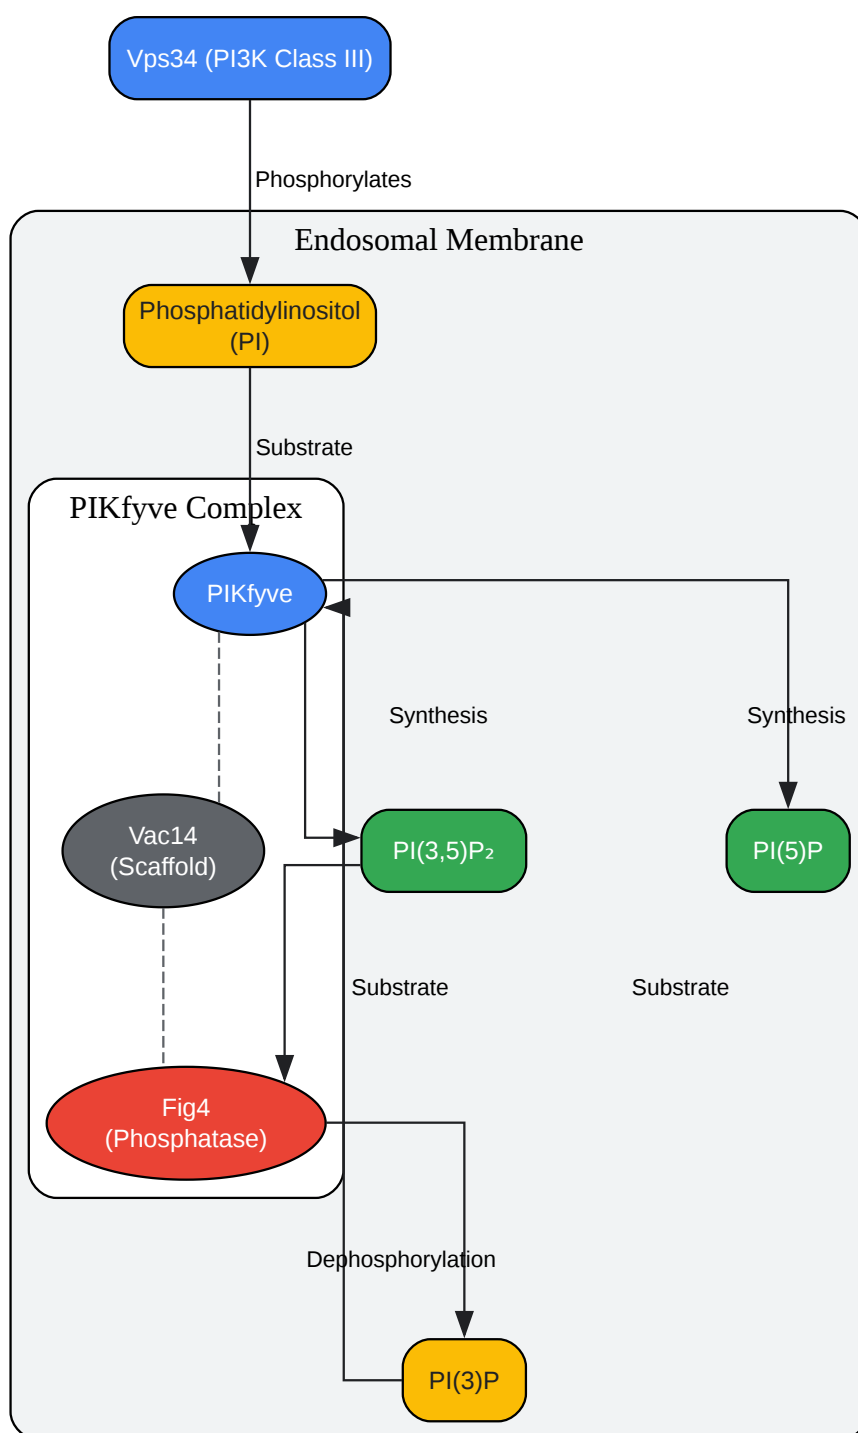 Vps34 (PI3K Class III)
Phosphorylates
Endosomal Membrane
Phosphatidylinositol
(PI)
Substrate
PIKfyve Complex
PIKfyve
Synthesis
Synthesis
Vac14
(Scaffold)
PI(3,5)P₂
PI(5)P
Substrate
Substrate
Fig4
(Phosphatase)
Dephosphorylation
PI(3)P